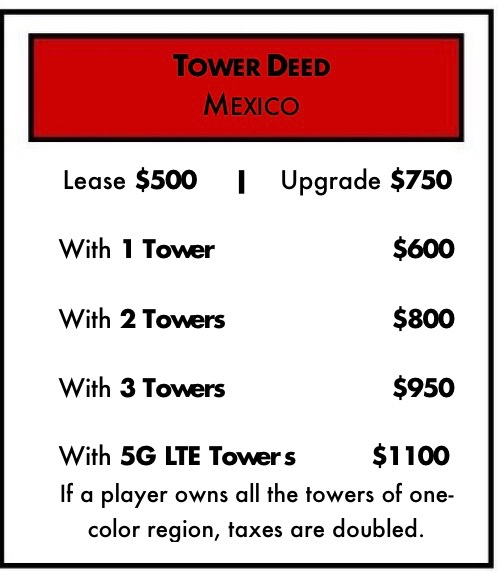 TOWER DEED
MEXICO
Lease $500 | Upgrade $750
With 1 Tower $600
With 2 Towers $800
With 3 Towers $950
With 5G LTE Towers $1100
If a player owns all the towers of one-
color region, taxes are doubled.